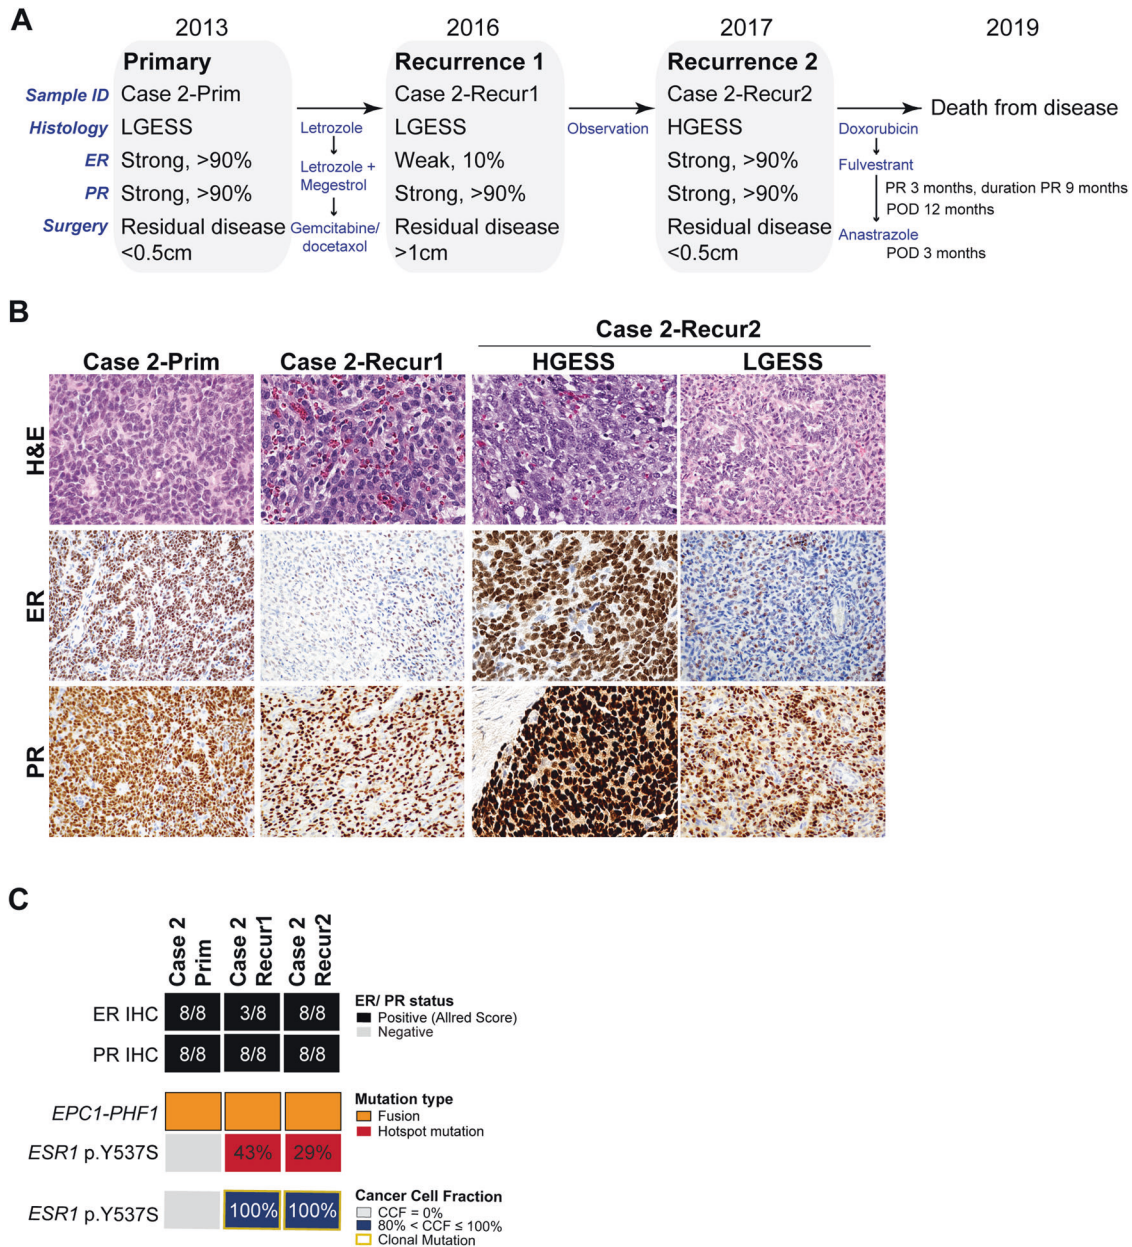 A
2013 2016 2017 2019
Primary Recurrence 1 Recurrence 2
Sample ID Case 2-Prim Case 2-Recur1 Case 2-Recur2 Death from disease
Histology LGESS Letrozole LGESS Observation HGESS Doxorubicin
ER Strong, >90% Letrozole + Weak, 10% Strong, >90% Fulvestrant
Megestrol
PR Strong, >90% Strong, >90% Strong, >90% PR 3 months, duration PR 9 months
POD 12 months
Surgery Residual disease Gemcitabine/ Residual disease Residual disease Anastrazole
<0.5cm docetaxol >1cm <0.5cm POD 3 months
B
Case 2-Recur2
Case 2-Prim Case 2-Recur1 HGESS LGESS
H&E
ER
PR
C
Case 2
Prim
Case 2
Recur1
Case 2
Recur2
ER IHC 8/8 3/8 8/8
PR IHC 8/8 8/8 8/8
ER/ PR status
Positive (Allred Score)
Negative
EPC1-PHF1
ESR1 p.Y537S 43% 29%
Mutation type
Fusion
Hotspot mutation
ESR1 p.Y537S 100% 100%
Cancer Cell Fraction
CCF = 0%
80% < CCF ≤ 100%
Clonal Mutation